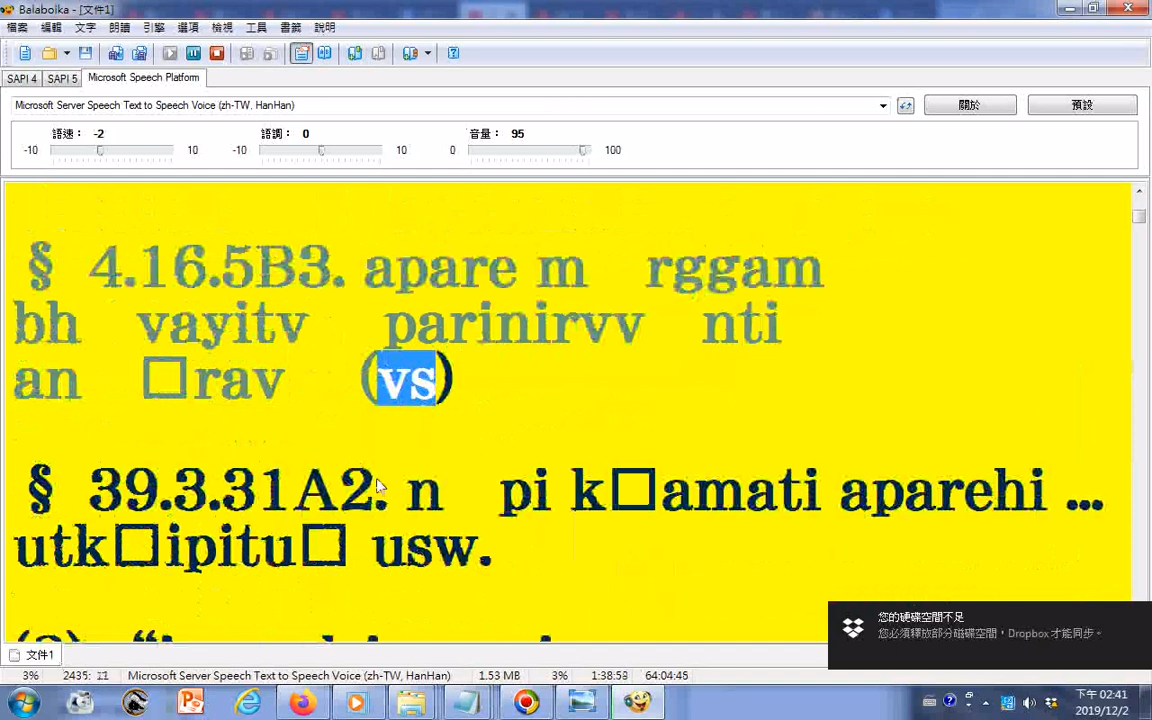 Balabolka - [文件1]
檔案 編輯 文字 朗讀 引擎 選項 檢視 工具 書籤 說明
SAPI 4 SAPI 5 Microsoft Speech Platform
Microsoft Server Speech Text to Speech Voice (zh-TW, HanHan) 關於 預設
語速： -2 語調： 0 音量： 95
-10 10 -10 10 0 100
§ 4.16.5B3. apare m rggam
bh vayitv parinirvv nti
an □rav (vs)
§ 39.3.31A2. n pi k□amati aparehi ...
utk□ipitu□ usw.
您的硬碟空間不足
您必須釋放部分磁碟空間，Dropbox 才能同步。
文件1
3% 2435: 11 Microsoft Server Speech Text to Speech Voice (zh-TW, HanHan) 1.53 MB 3% 1:38:53 64:04:45
下午 02:41
2019/12/2